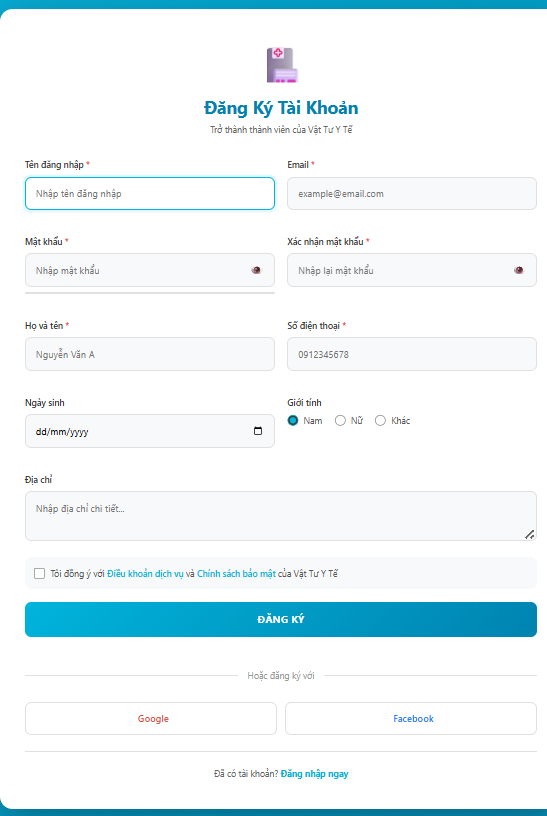 Đăng Ký Tài Khoản
Trở thành thành viên của Vật Tư Y Tế
Tên đăng nhập * Email *
Nhập tên đăng nhập example@email.com
Mật khẩu * Xác nhận mật khẩu *
Nhập mật khẩu Nhập lại mật khẩu
Họ và tên * Số điện thoại *
Nguyễn Văn A 0912345678
Ngày sinh Giới tính
dd/mm/yyyy Nam Nữ Khác
Địa chỉ
Nhập địa chỉ chi tiết...
Tôi đồng ý với Điều khoản dịch vụ và Chính sách bảo mật của Vật Tư Y Tế
ĐĂNG KÝ
Hoặc đăng ký với
Google Facebook
Đã có tài khoản? Đăng nhập ngay